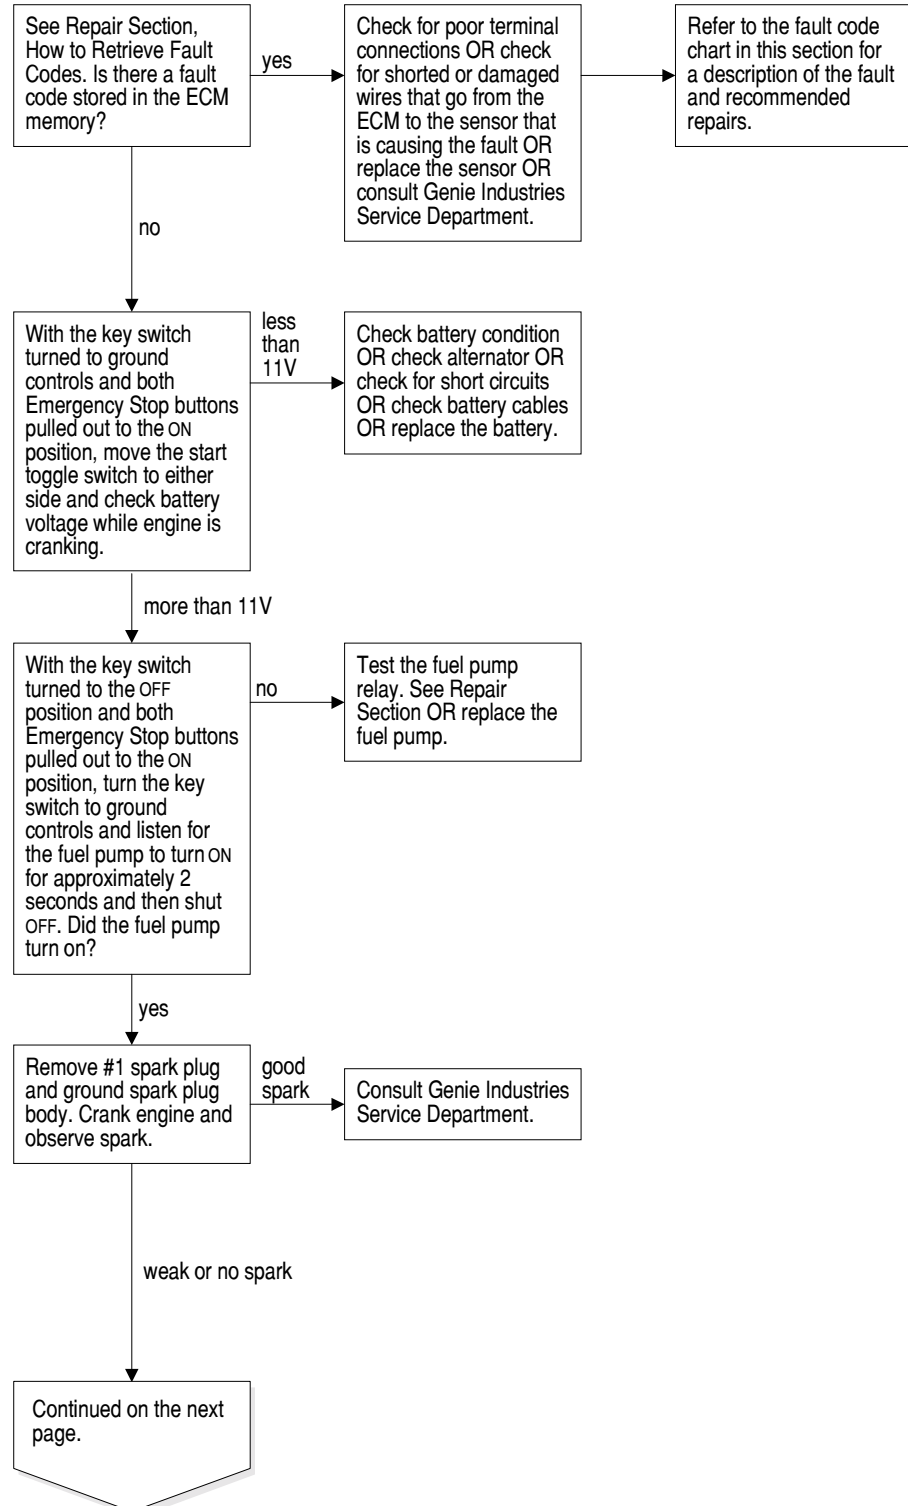 See Repair Section,
How to Retrieve Fault
Codes. Is there a fault
code stored in the ECM
memory?
yes
Check for poor terminal
connections OR check
for shorted or damaged
wires that go from the
ECM to the sensor that
is causing the fault OR
replace the sensor OR
consult Genie Industries
Service Department.
Refer to the fault code
chart in this section for
a description of the fault
and recommended
repairs.
no
With the key switch
turned to ground
controls and both
Emergency Stop buttons
pulled out to the ON
position, move the start
toggle switch to either
side and check battery
voltage while engine is
cranking.
less
than
11V
Check battery condition
OR check alternator OR
check for short circuits
OR check battery cables
OR replace the battery.
more than 11V
With the key switch
turned to the OFF
position and both
Emergency Stop buttons
pulled out to the ON
position, turn the key
switch to ground
controls and listen for
the fuel pump to turn ON
for approximately 2
seconds and then shut
OFF. Did the fuel pump
turn on?
no
Test the fuel pump
relay. See Repair
Section OR replace the
fuel pump.
yes
Remove #1 spark plug
and ground spark plug
body. Crank engine and
observe spark.
good
spark
Consult Genie Industries
Service Department.
weak or no spark
Continued on the next
page.